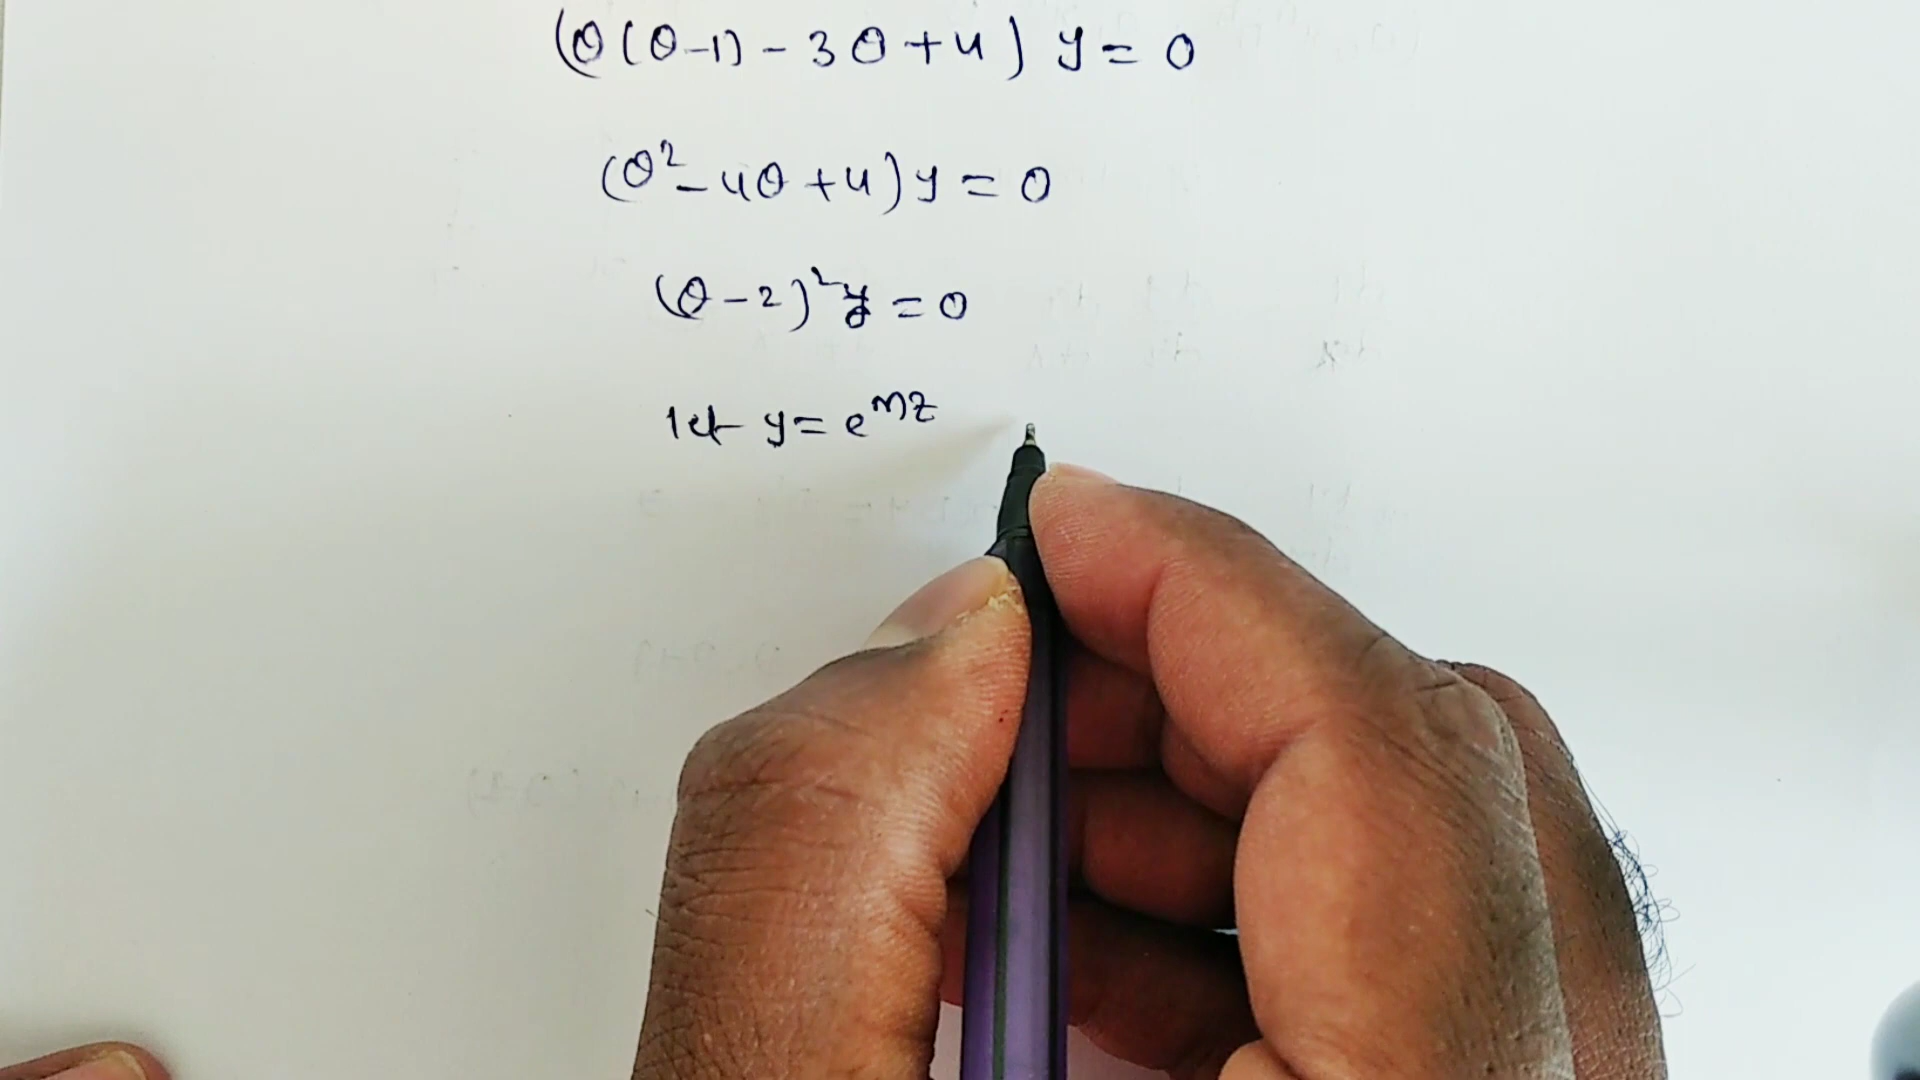 (θ(θ-1) - 3θ + 4) y = 0
(θ² - 4θ + 4) y = 0
(θ - 2)² y = 0
let y = e^mz